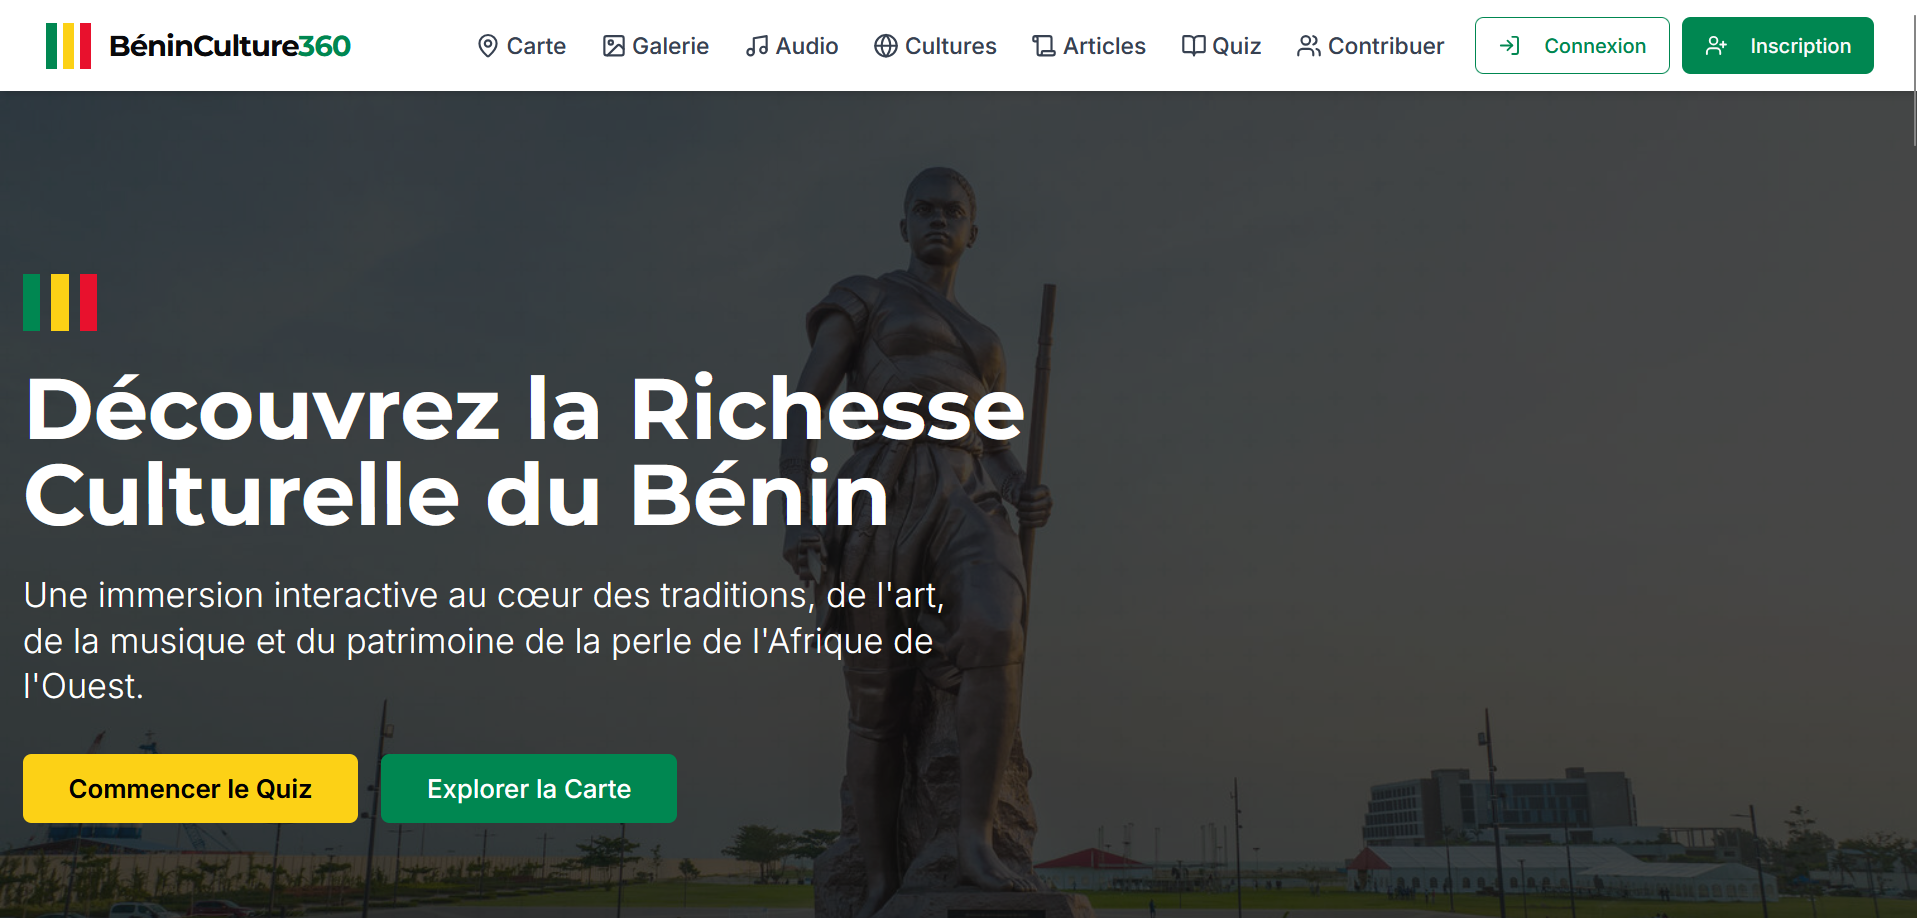 BéninCulture360
Carte
Galerie
Audio
Cultures
Articles
Quiz
Contribuer
Connexion
Inscription
Découvrez la Richesse
Culturelle du Bénin
Une immersion interactive au cœur des traditions, de l'art,
de la musique et du patrimoine de la perle de l'Afrique de
l'Ouest.
Commencer le Quiz
Explorer la Carte